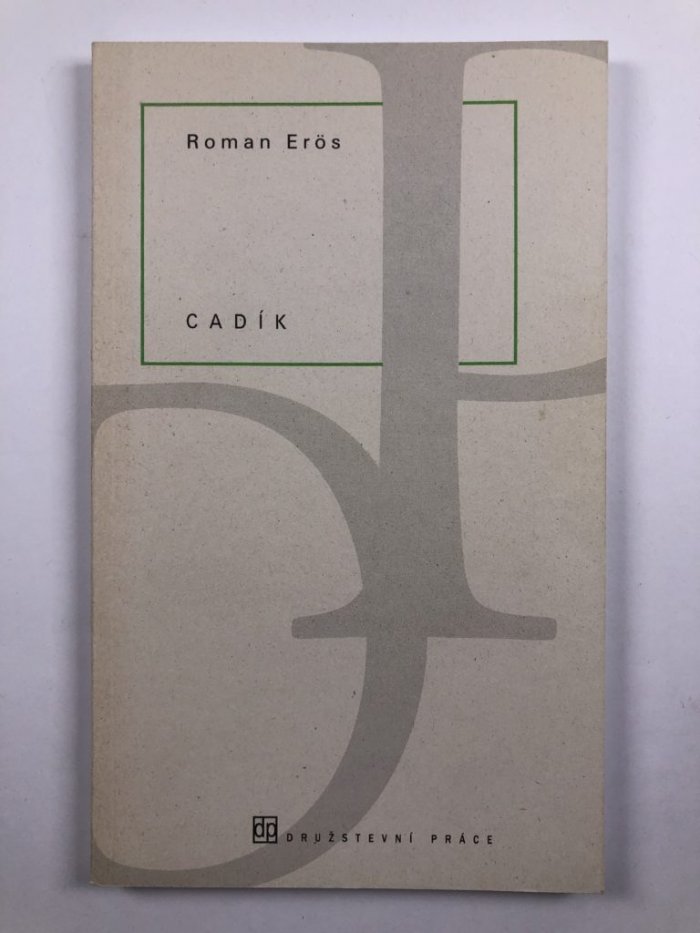 Roman Erös
CADÍK
dp DRUŽSTEVNÍ PRÁCE